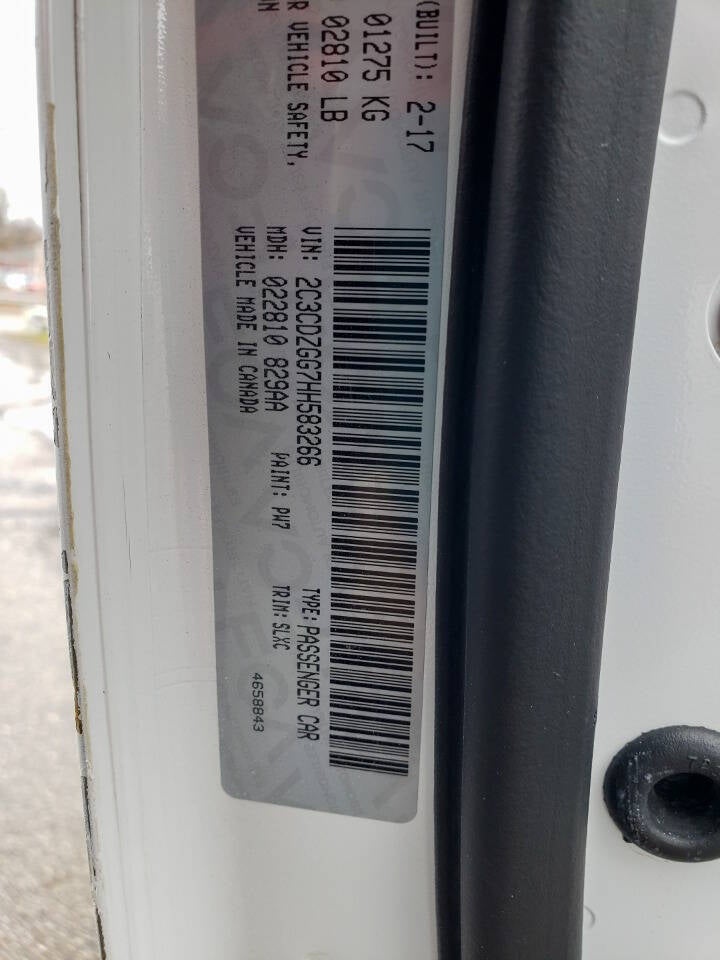 (BUILT): 2-17
01275 KG
02810 LB
R VEHICLE SAFETY,
VIN: 2C3CDZGG7HH583266 TYPE: PASSENGER CAR
MDH: 022810 829AA PAINT: PW7 TRIM: SLXC
VEHICLE MADE IN CANADA 4658843